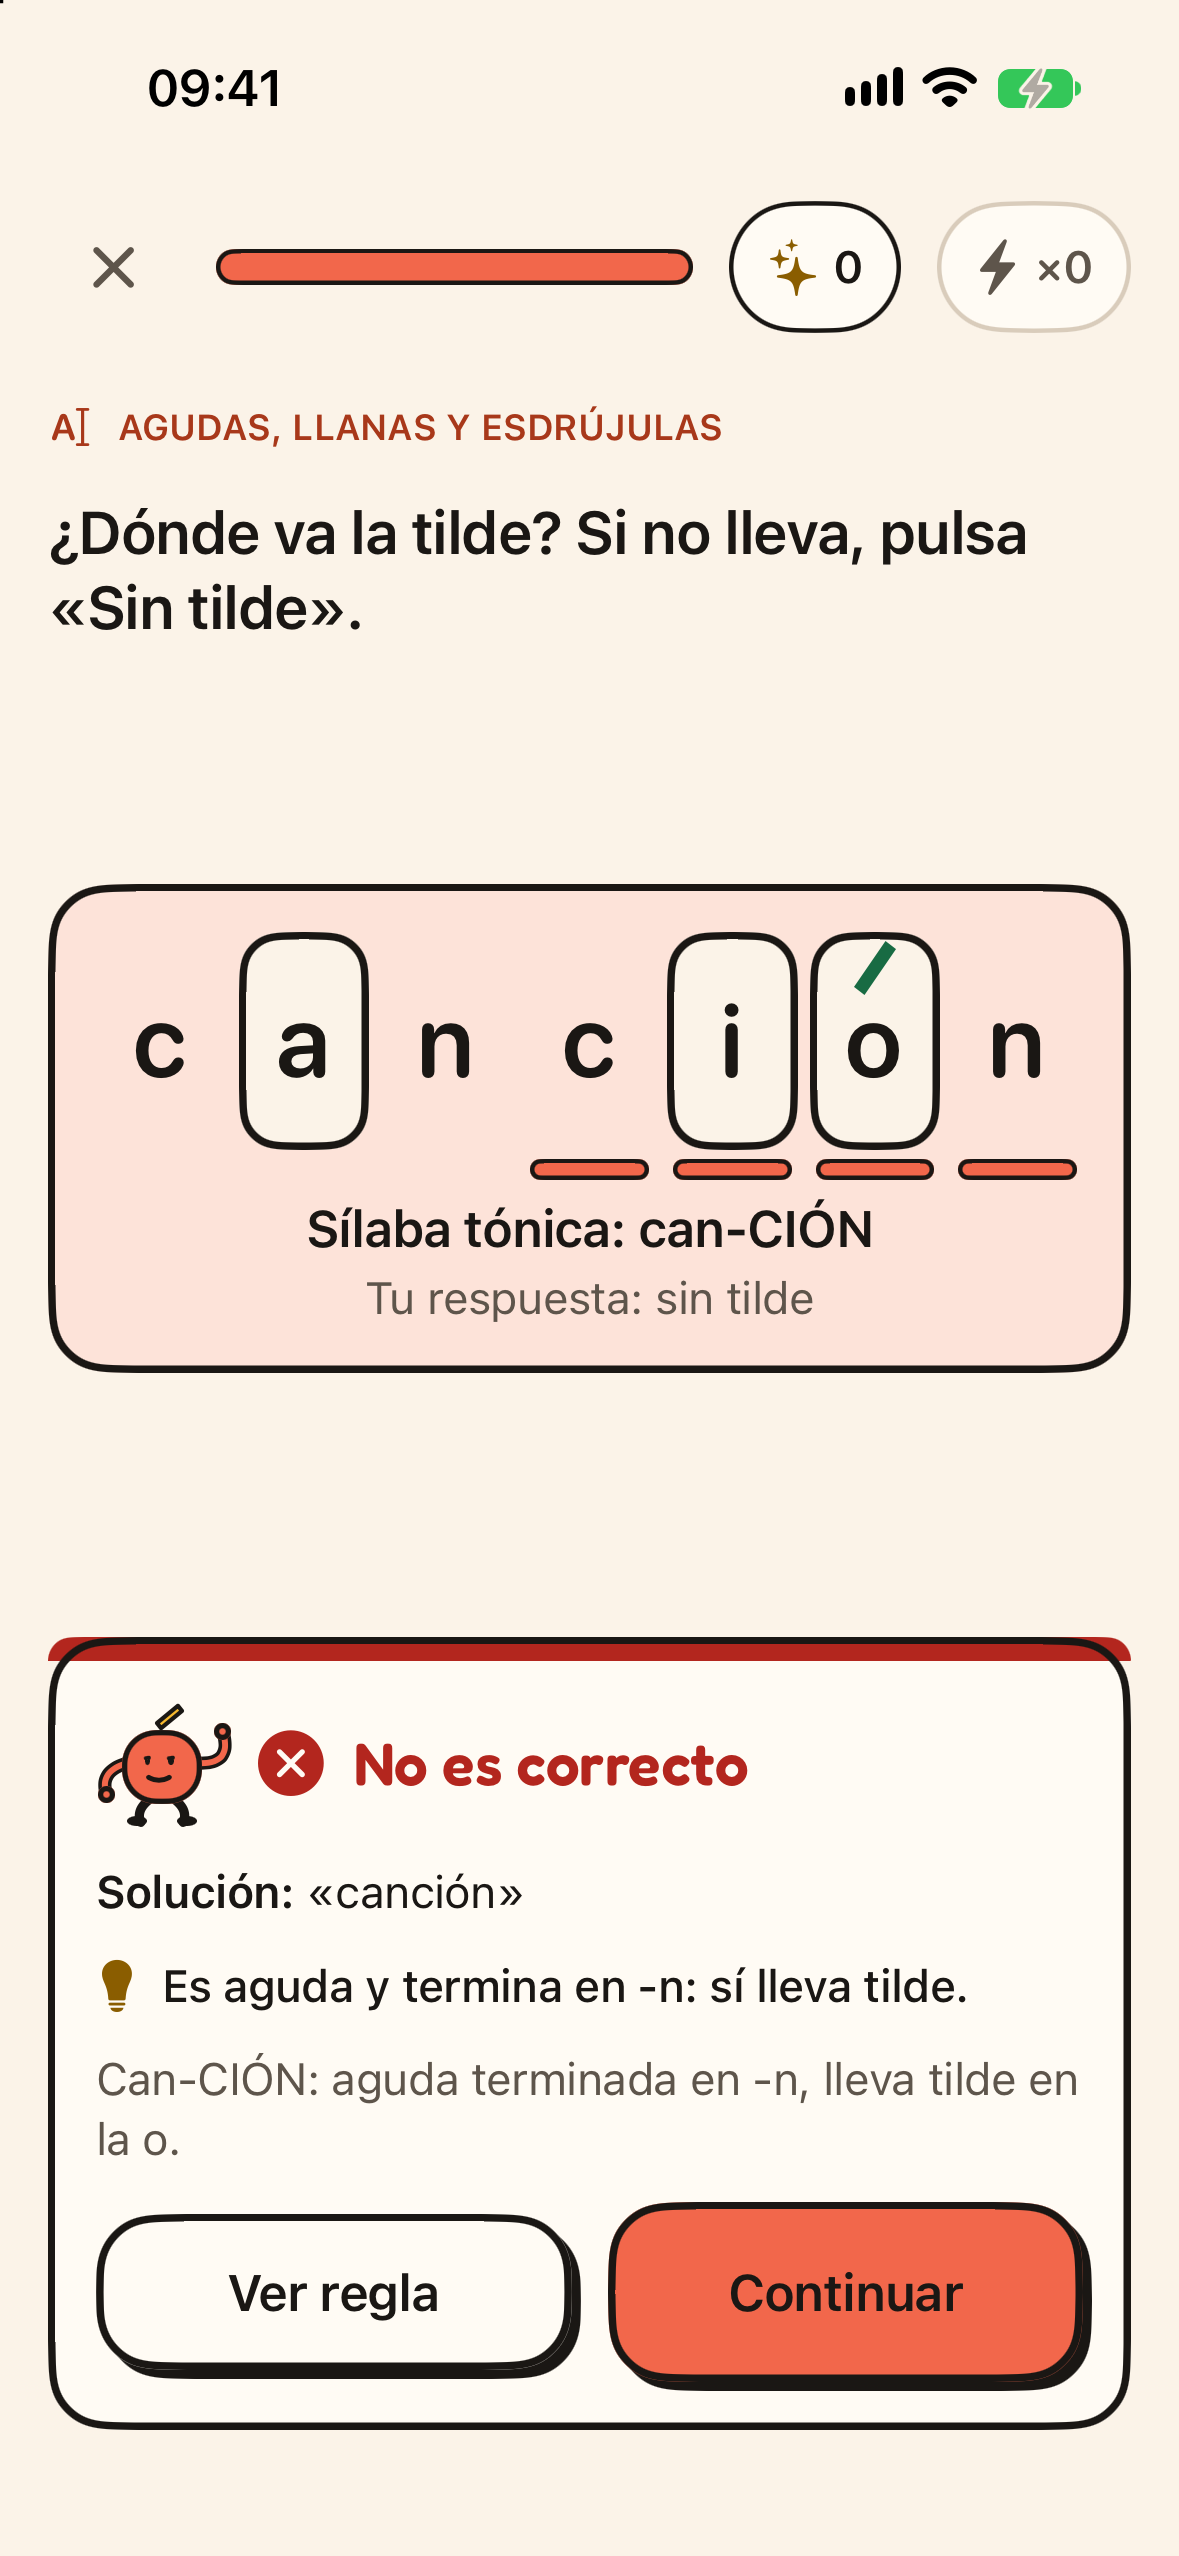 09:41
0
×0
AGUDAS, LLANAS Y ESDRÚJULAS
¿Dónde va la tilde? Si no lleva, pulsa
«Sin tilde».
c a n c i ó n
Sílaba tónica: can-CIÓN
Tu respuesta: sin tilde
No es correcto
Solución: «canción»
Es aguda y termina en -n: sí lleva tilde.
Can-CIÓN: aguda terminada en -n, lleva tilde en
la o.
Ver regla
Continuar